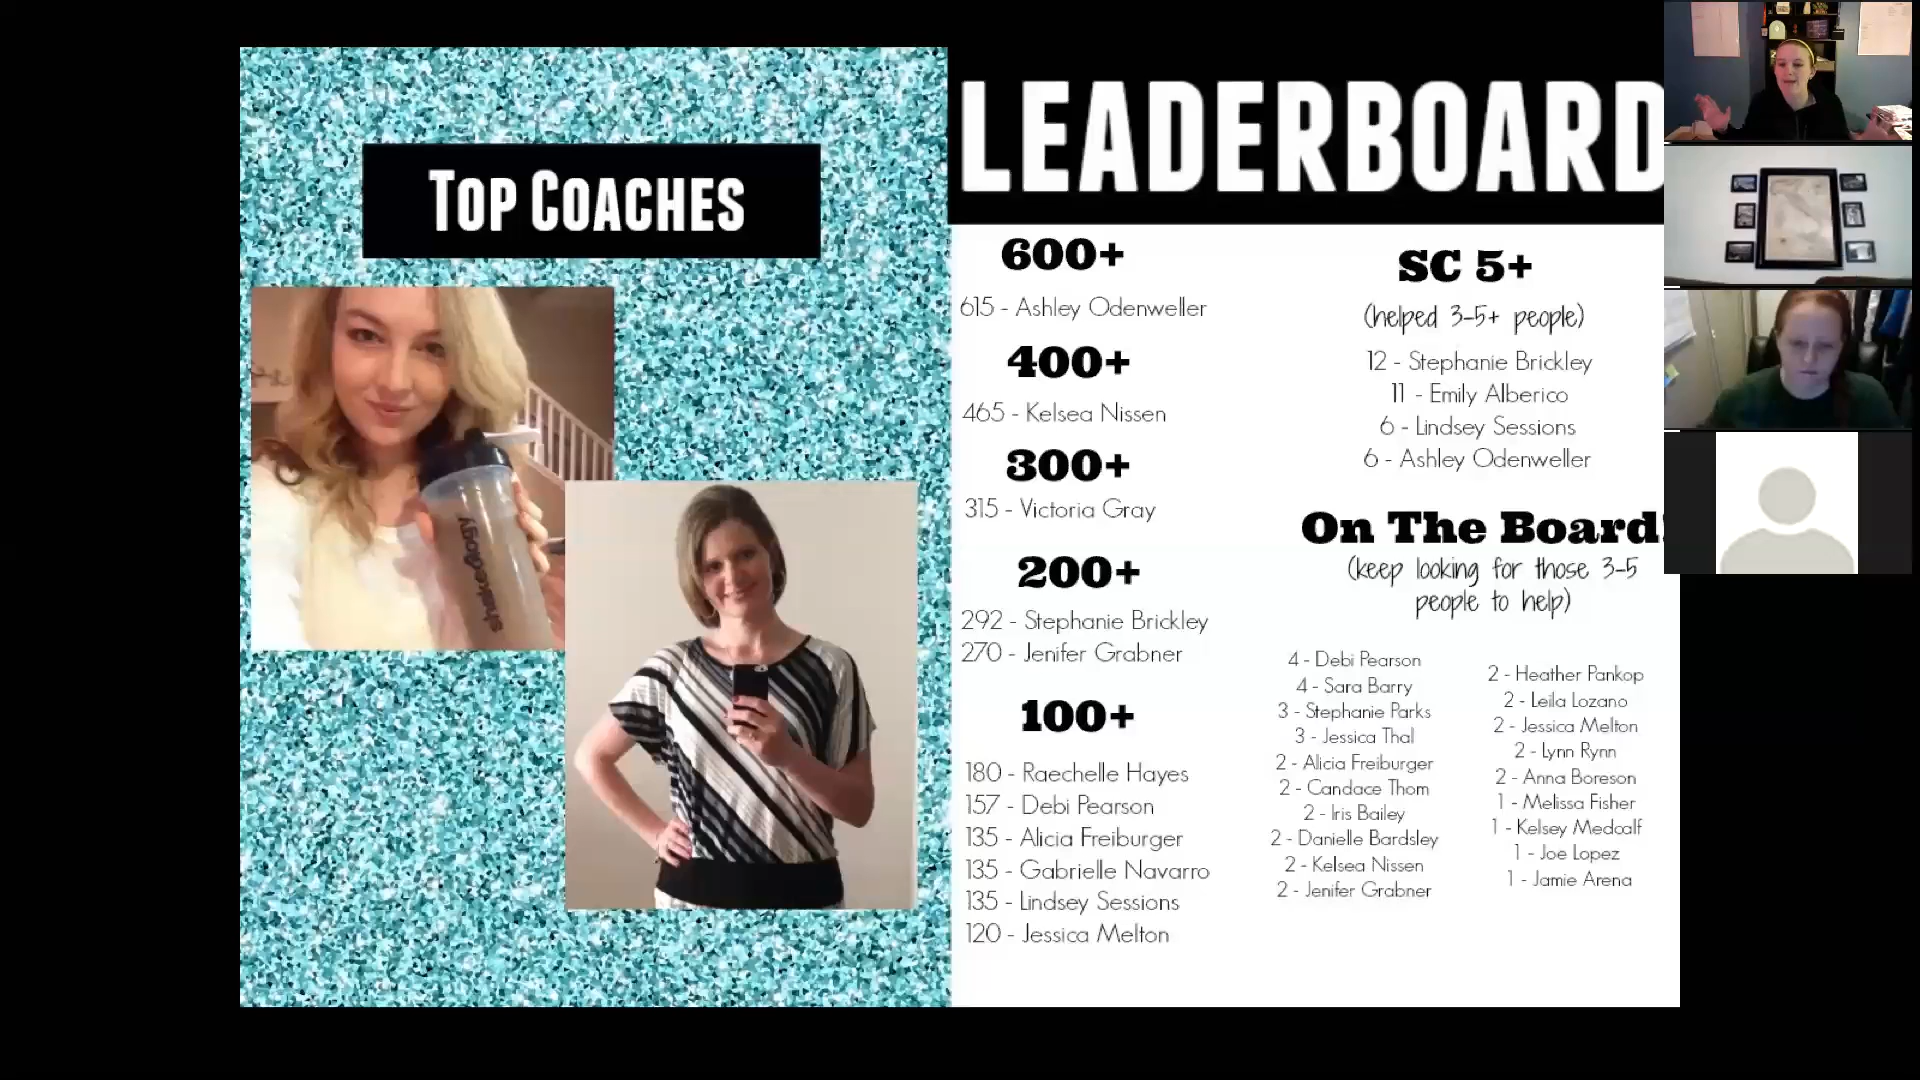 TOP COACHES
shakeology
LEADERBOARD
600+
615 - Ashley Odenweller
400+
465 - Kelsea Nissen
300+
315 - Victoria Gray
200+
292 - Stephanie Brickley
270 - Jenifer Grabner
100+
180 - Raechelle Hayes
157 - Debi Pearson
135 - Alicia Freiburger
135 - Gabrielle Navarro
135 - Lindsey Sessions
120 - Jessica Melton
SC 5+
(helped 3-5+ people)
12 - Stephanie Brickley
11 - Emily Alberico
6 - Lindsey Sessions
6 - Ashley Odenweller
On The Board!
(keep looking for those 3-5
people to help)
4 - Debi Pearson
4 - Sara Barry
3 - Stephanie Parks
3 - Jessica Thal
2 - Alicia Freiburger
2 - Candace Thom
2 - Iris Bailey
2 - Danielle Bardsley
2 - Kelsea Nissen
2 - Jenifer Grabner
2 - Heather Pankop
2 - Leila Lozano
2 - Jessica Melton
2 - Lynn Rynn
2 - Anna Boreson
1 - Melissa Fisher
1 - Kelsey Medcalf
1 - Joe Lopez
1 - Jamie Arena